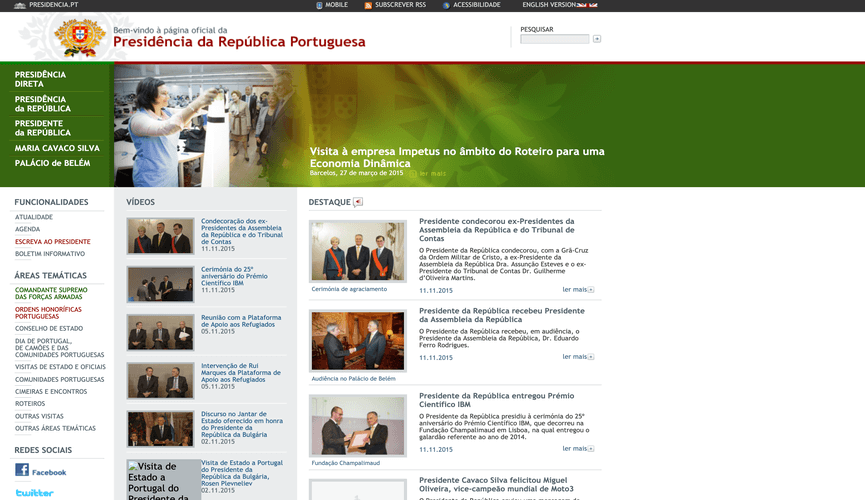 PRESIDENCIA.PT
MOBILE
SUBSCREVER RSS
ACESSIBILIDADE
ENGLISH VERSION
Bem-vindo à página oficial da
Presidência da República Portuguesa
PESQUISAR
PRESIDÊNCIA
DIRETA
PRESIDÊNCIA
da REPÚBLICA
PRESIDENTE
da REPÚBLICA
MARIA CAVACO SILVA
PALÁCIO de BELÉM
Visita à empresa Impetus no âmbito do Roteiro para uma
Economia Dinâmica
Barcelos, 27 de março de 2015
ler mais
FUNCIONALIDADES
ATUALIDADE
AGENDA
ESCREVA AO PRESIDENTE
BOLETIM INFORMATIVO
ÁREAS TEMÁTICAS
COMANDANTE SUPREMO
DAS FORÇAS ARMADAS
ORDENS HONORÍFICAS
PORTUGUESAS
CONSELHO DE ESTADO
DIA DE PORTUGAL,
DE CAMÕES E DAS
COMUNIDADES PORTUGUESAS
VISITAS DE ESTADO E OFICIAIS
COMUNIDADES PORTUGUESAS
CIMEIRAS E ENCONTROS
ROTEIROS
OUTRAS VISITAS
OUTRAS ÁREAS TEMÁTICAS
REDES SOCIAIS
Facebook
twitter
VÍDEOS
Condecoração dos ex-
Presidentes da Assembleia
da República e do Tribunal
de Contas
11.11.2015
Cerimónia do 25º
aniversário do Prémio
Científico IBM
11.11.2015
Reunião com a Plataforma
de Apoio aos Refugiados
05.11.2015
Intervenção de Rui
Marques da Plataforma de
Apoio aos Refugiados
05.11.2015
Discurso no Jantar de
Estado oferecido em honra
do Presidente da
República da Bulgária
02.11.2015
Visita de
Estado a
Portugal do
Presidente da
Visita de Estado a Portugal
do Presidente da
República da Bulgária,
Rosen Plevneliev
02.11.2015
DESTAQUE
Cerimónia de agraciamento
Presidente condecorou ex-Presidentes da
Assembleia da República e do Tribunal de
Contas
O Presidente da República condecorou, com a Grã-Cruz
da Ordem Militar de Cristo, a ex-Presidente da
Assembleia da República Dra. Assunção Esteves e o ex-
Presidente do Tribunal de Contas Dr. Guilherme
d'Oliveira Martins.
11.11.2015
ler mais
Audiência no Palácio de Belém
Presidente da República recebeu Presidente
da Assembleia da República
O Presidente da República recebeu, em audiência, o
Presidente da Assembleia da República, Dr. Eduardo
Ferro Rodrigues.
11.11.2015
ler mais
Fundação Champalimaud
Presidente da República entregou Prémio
Científico IBM
O Presidente da República presidiu à cerimónia do 25º
aniversário do Prémio Científico IBM, que decorreu na
Fundação Champalimaud em Lisboa, na qual entregou o
galardão referente ao ano de 2014.
11.11.2015
ler mais
Presidente Cavaco Silva felicitou Miguel
Oliveira, vice-campeão mundial de Moto3